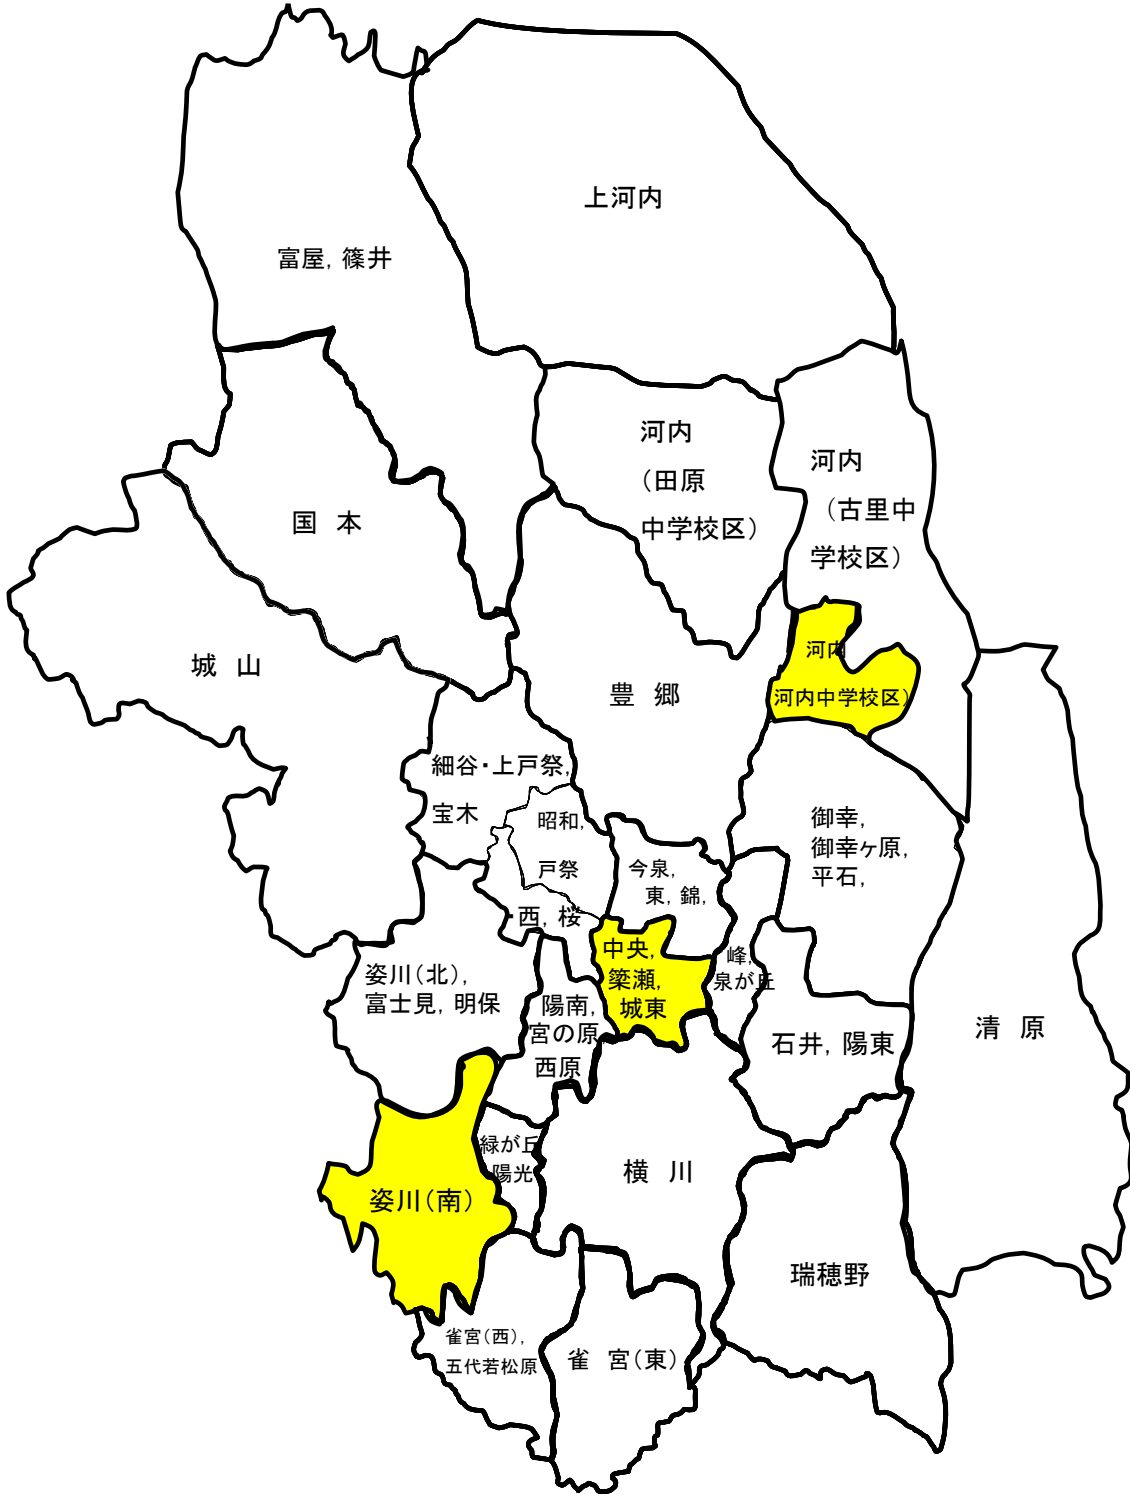 上河内
富屋，篠井
河内
（田原
中学校区）
河内
（古里中
学校区）
国 本
河内
河内中学校区）
城 山
豊 郷
細谷・上戸祭，
宝木
昭和，
戸祭
御幸，
御幸ヶ原，
平石，
今泉，
東，錦，
・西，桜
中央，
簗瀬，
城東
峰，
泉が丘
姿川（北），
富士見，明保
陽南，
宮の原，
西原
石井，陽東
清 原
緑が丘
陽光
横 川
姿川（南）
瑞穂野
雀宮（西），
五代若松原
雀 宮（東）